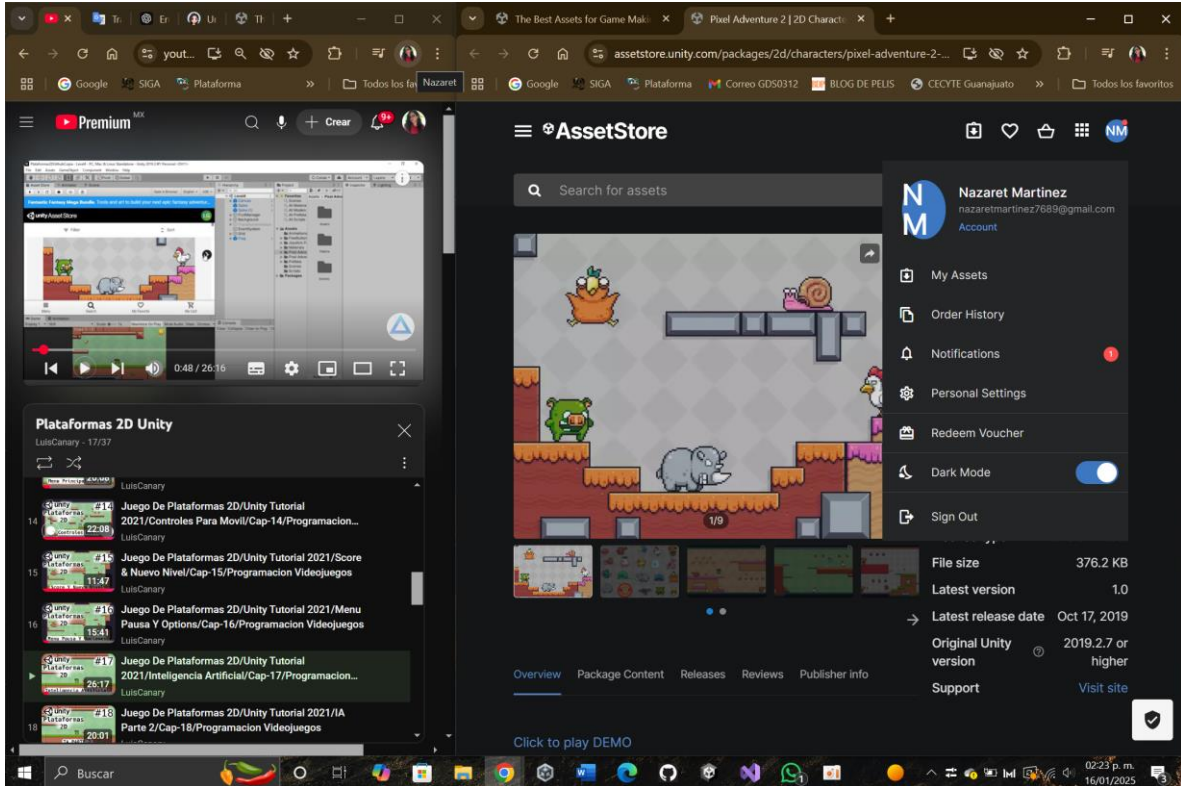 Tr
En
Un
Th
yout...
Google
SIGA
Plataforma
»
Todos los fav
Nazaret
Premium MX
Crear
9+
0:48 / 26:16
Plataformas 2D Unity
LuisCanary - 17/37
LuisCanary
14
22:08
Juego De Plataformas 2D/Unity Tutorial
2021/Controles Para Movil/Cap-14/Programacion...
LuisCanary
15
11:47
Juego De Plataformas 2D/Unity Tutorial 2021/Score
& Nuevo Nivel/Cap-15/Programacion Videojuegos
LuisCanary
16
15:41
Juego De Plataformas 2D/Unity Tutorial 2021/Menu
Pausa Y Options/Cap-16/Programacion Videojuegos
LuisCanary
26:17
Juego De Plataformas 2D/Unity Tutorial
2021/Inteligencia Artificial/Cap-17/Programacion...
LuisCanary
18
20:01
Juego De Plataformas 2D/Unity Tutorial 2021/IA
Parte 2/Cap-18/Programacion Videojuegos
The Best Assets for Game Makin
Pixel Adventure 2 | 2D Characte
assetstore.unity.com/packages/2d/characters/pixel-adventure-2-...
Google
SIGA
Plataforma
Correo GDS0312
BLOG DE PELIS
CECYTE Guanajuato
»
Todos los favoritos
AssetStore
NM
Search for assets
NM
Nazaret Martinez
nazaretmartinez7689@gmail.com
Account
My Assets
Order History
Notifications
1
Personal Settings
Redeem Voucher
Dark Mode
Sign Out
1/9
File size 376.2 KB
Latest version 1.0
Latest release date Oct 17, 2019
Original Unity version 2019.2.7 or higher
Support Visit site
Overview Package Content Releases Reviews Publisher info
Click to play DEMO
Buscar
02:23 p. m.
16/01/2025